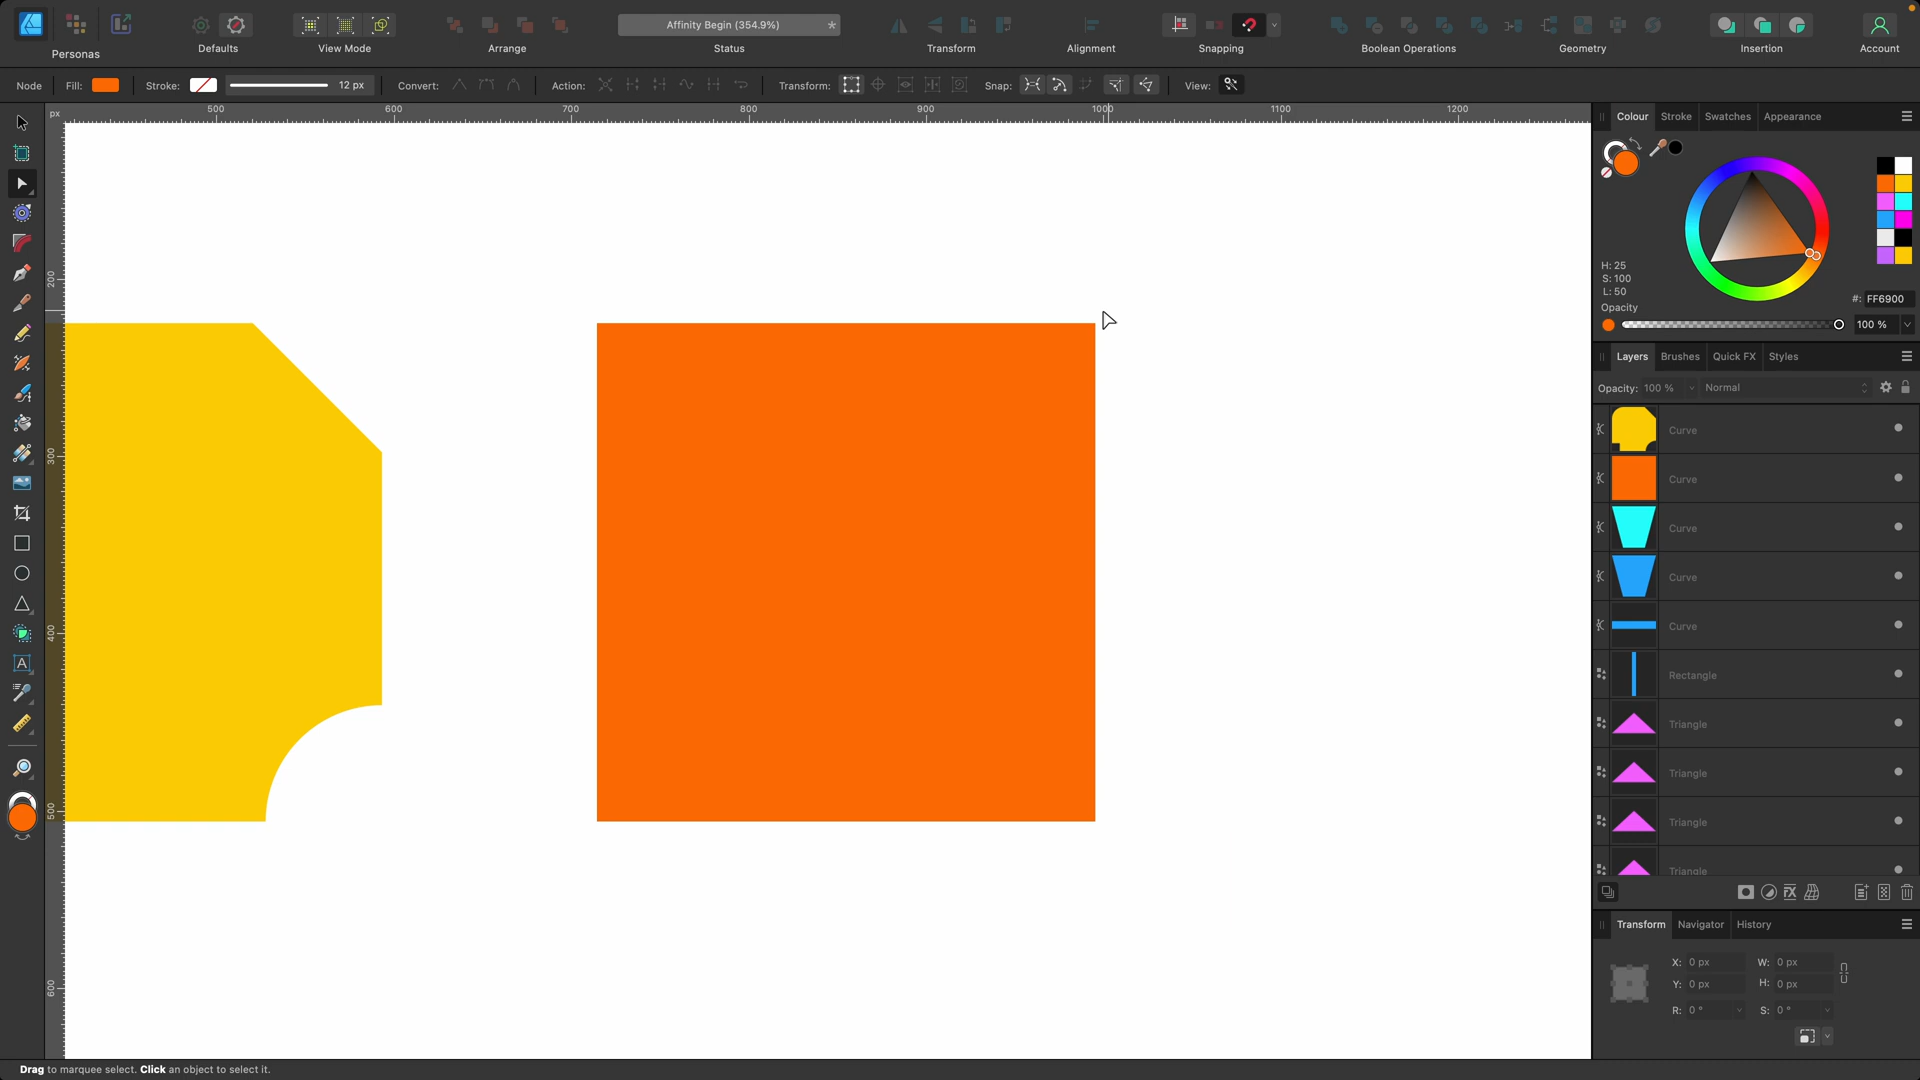 Affinity Begin (354.9%)
*
Personas
Defaults
View Mode
Arrange
Status
Transform
Alignment
Snapping
Boolean Operations
Geometry
Insertion
Account
Node
Fill:
Stroke:
12 px
Convert:
Action:
Transform:
Snap:
View:
px
500
600
700
800
900
1000
1100
1200
200
300
400
500
600
A
Colour
Stroke
Swatches
Appearance
H: 25
S: 100
L: 50
#: FF6900
Opacity
100 %
Layers
Brushes
Quick FX
Styles
Opacity: 100 %
Normal
Curve
Curve
Curve
Curve
Curve
Rectangle
Triangle
Triangle
Triangle
Triangle
FX
Transform
Navigator
History
X: 0 px
W: 0 px
Y: 0 px
H: 0 px
R: 0 °
S: 0 °
Drag to marquee select. Click an object to select it.